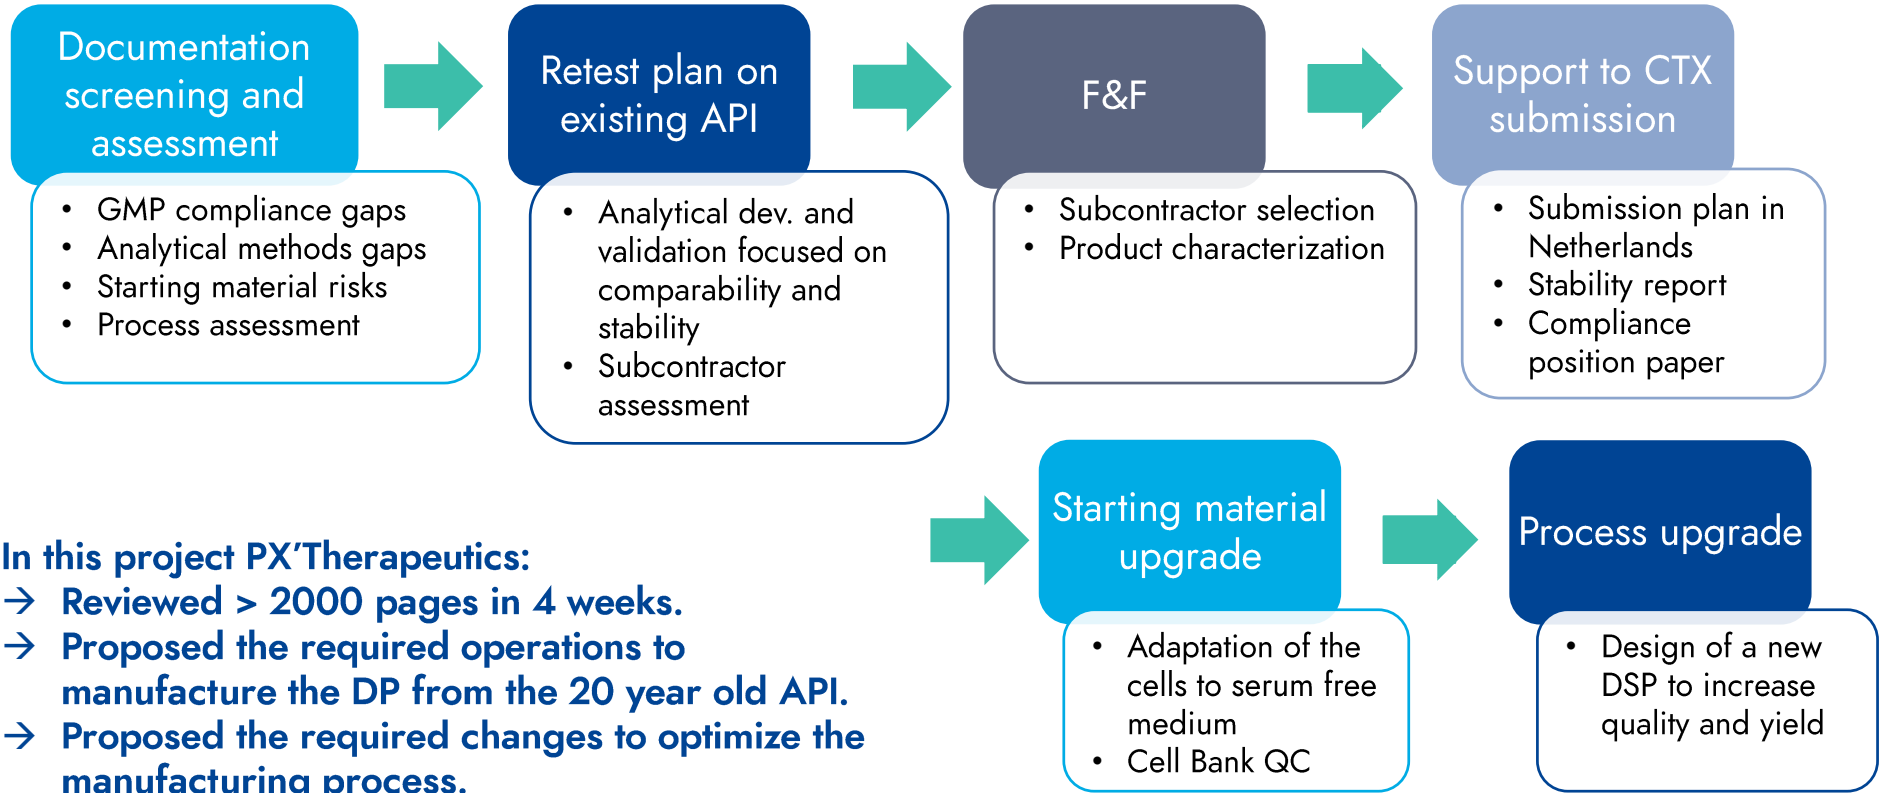 Documentation
screening and
assessment
• GMP compliance gaps
• Analytical methods gaps
• Starting material risks
• Process assessment
Retest plan on
existing API
• Analytical dev. and
validation focused on
comparability and
stability
• Subcontractor
assessment
F&F
• Subcontractor selection
• Product characterization
Support to CTX
submission
• Submission plan in
Netherlands
• Stability report
• Compliance
position paper
Starting material
upgrade
• Adaptation of the
cells to serum free
medium
• Cell Bank QC
Process upgrade
• Design of a new
DSP to increase
quality and yield
In this project PX’Therapeutics:
→ Reviewed > 2000 pages in 4 weeks.
→ Proposed the required operations to
manufacture the DP from the 20 year old API.
→ Proposed the required changes to optimize the
manufacturing process.